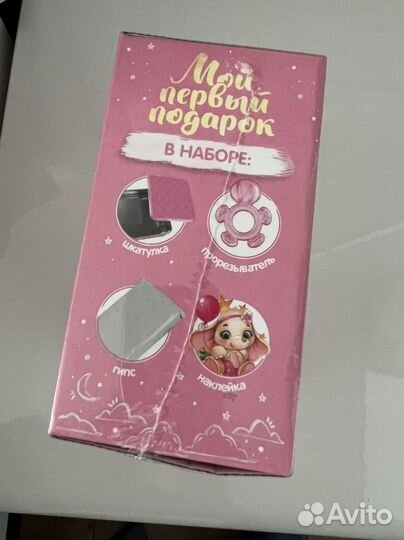 Мой
первый
подарок
В НАБОРЕ:
шкатулка
прорезыватель
гипс
наклейка
Avito